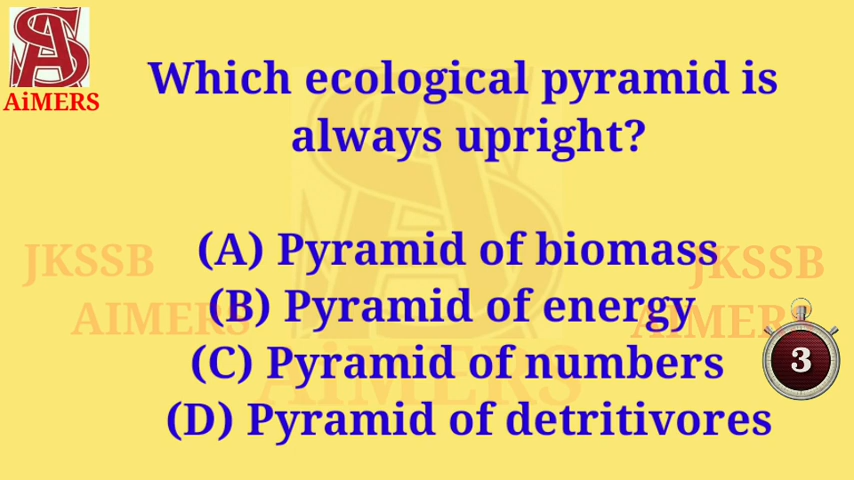 AiMERS
Which ecological pyramid is
always upright?
(A) Pyramid of biomass
JKSSB
JKSSB
(B) Pyramid of energy
AIMERS
AIMERS
(C) Pyramid of numbers
3
AiMERS
(D) Pyramid of detritivores